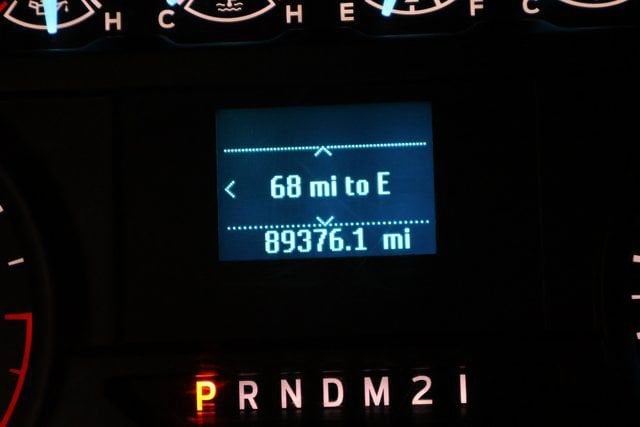 H C H E F C
< 68 mi to E
89376.1 mi
P R N D M 2 1